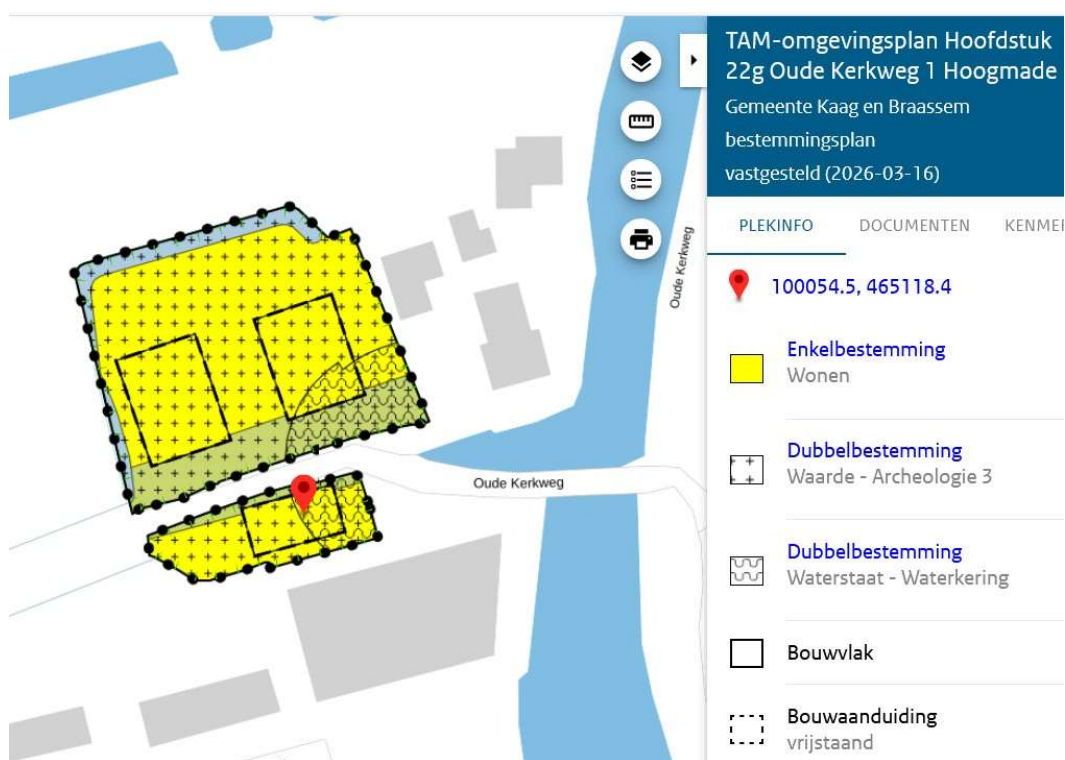 TAM-omgevingsplan Hoofdstuk
22g Oude Kerkweg 1 Hoogmade
Gemeente Kaag en Braassem
bestemmingsplan
vastgesteld (2026-03-16)
PLEKINFO DOCUMENTEN KENMER
100054.5, 465118.4
Enkelbestemming
Wonen
Dubbelbestemming
Waarde - Archeologie 3
Dubbelbestemming
Waterstaat - Waterkering
Bouwvlak
Bouwaanduiding
vrijstaand
Oude Kerkweg
Oude Kerkweg